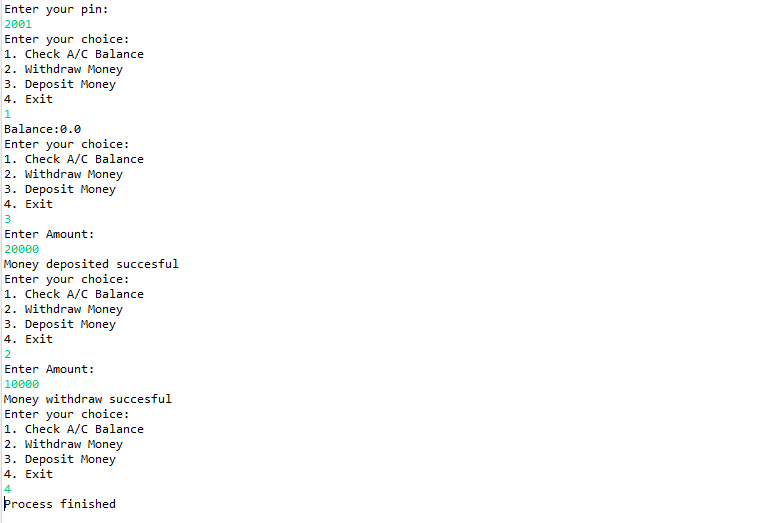 Enter your pin:
2001
Enter your choice:
1. Check A/C Balance
2. Withdraw Money
3. Deposit Money
4. Exit
1
Balance:0.0
Enter your choice:
1. Check A/C Balance
2. Withdraw Money
3. Deposit Money
4. Exit
3
Enter Amount:
20000
Money deposited succesful
Enter your choice:
1. Check A/C Balance
2. Withdraw Money
3. Deposit Money
4. Exit
2
Enter Amount:
10000
Money withdraw succesful
Enter your choice:
1. Check A/C Balance
2. Withdraw Money
3. Deposit Money
4. Exit
4
Process finished